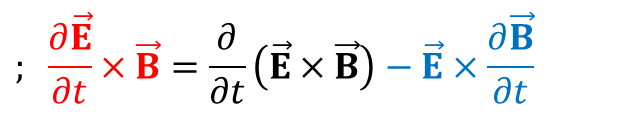 ; ∂E⃗/∂t × B⃗ = ∂/∂t (E⃗ × B⃗) − E⃗ × ∂B⃗/∂t